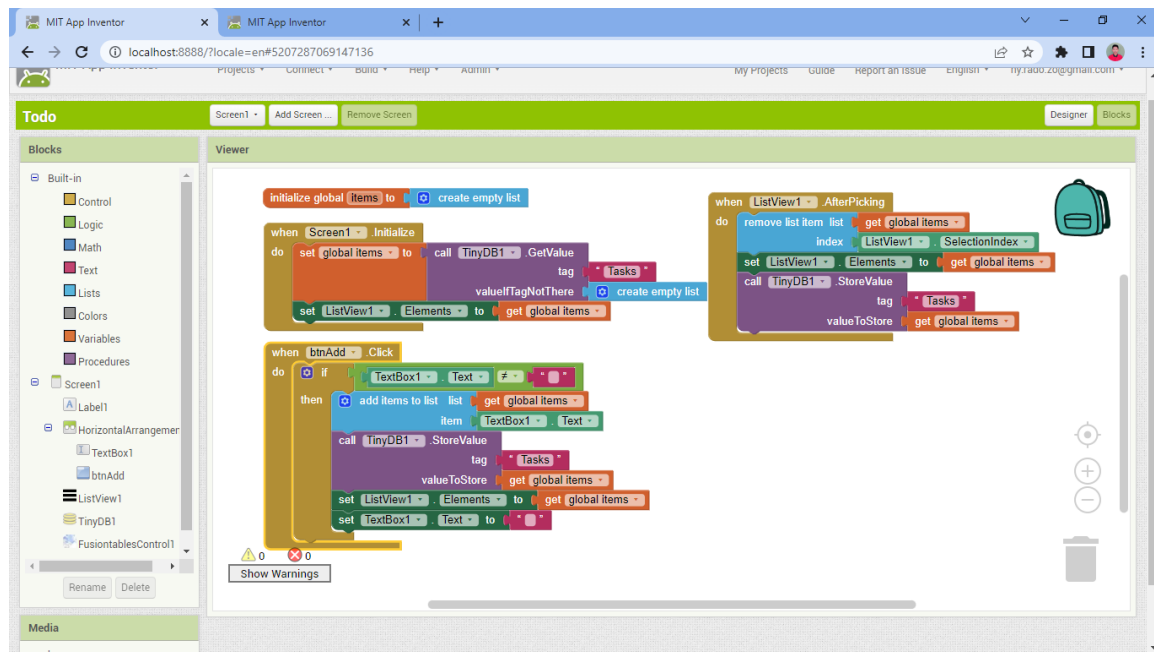 MIT App Inventor
MIT App Inventor
localhost:8888/?locale=en#5207287069147136
MIT App Inventor
Projects
Connect
Build
Help
Admin
My Projects
Guide
Report an Issue
English
ny.rado.zo@gmail.com
Todo
Screen1
Add Screen ...
Remove Screen
Designer
Blocks
Blocks
Viewer
Built-in
Control
Logic
Math
Text
Lists
Colors
Variables
Procedures
Screen1
Label1
HorizontalArrangemer
TextBox1
btnAdd
ListView1
TinyDB1
FusiontablesControl1
Rename
Delete
Media
initialize global items to create empty list
when Screen1 .Initialize
do set global items to call TinyDB1 .GetValue
tag " Tasks "
valueIfTagNotThere create empty list
set ListView1 . Elements to get global items
when btnAdd .Click
do if TextBox1 . Text ≠ " "
then add items to list list get global items
item TextBox1 . Text
call TinyDB1 .StoreValue
tag " Tasks "
valueToStore get global items
set ListView1 . Elements to get global items
set TextBox1 . Text to " "
0 0
Show Warnings
when ListView1 .AfterPicking
do remove list item list get global items
index ListView1 . SelectionIndex
set ListView1 . Elements to get global items
call TinyDB1 .StoreValue
tag " Tasks "
valueToStore get global items